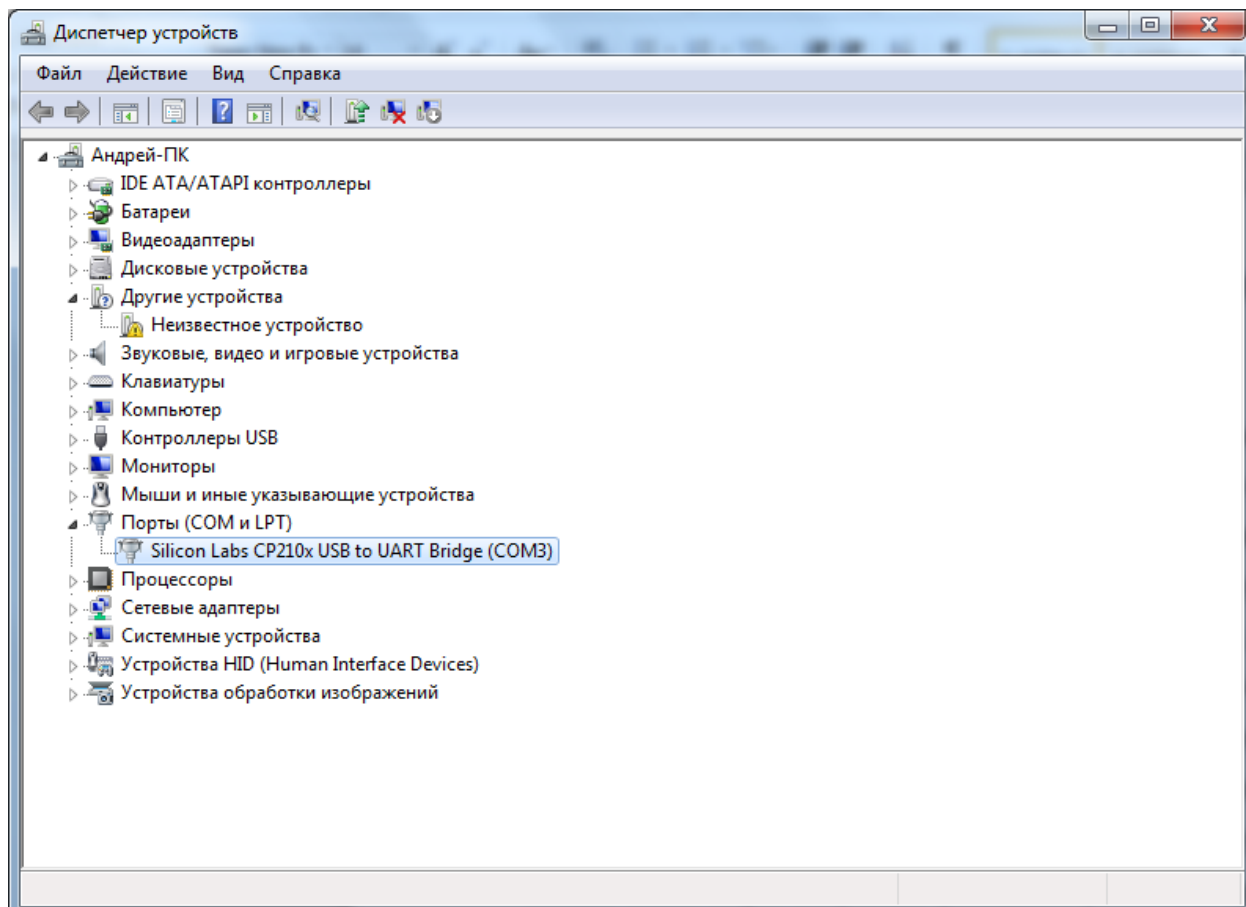 Диспетчер устройств
Файл Действие Вид Справка
Андрей-ПК
IDE ATA/ATAPI контроллеры
Батареи
Видеоадаптеры
Дисковые устройства
Другие устройства
Неизвестное устройство
Звуковые, видео и игровые устройства
Клавиатуры
Компьютер
Контроллеры USB
Мониторы
Мыши и иные указывающие устройства
Порты (COM и LPT)
Silicon Labs CP210x USB to UART Bridge (COM3)
Процессоры
Сетевые адаптеры
Системные устройства
Устройства HID (Human Interface Devices)
Устройства обработки изображений